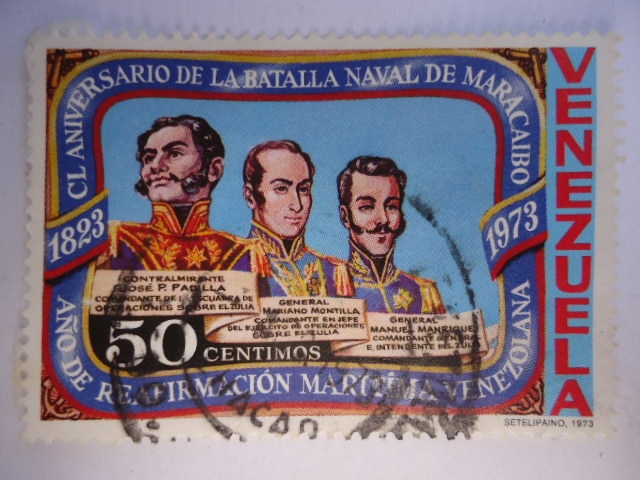 CL ANIVERSARIO DE LA BATALLA NAVAL DE MARACAIBO
1823
1973
VENEZUELA
CONTRALMIRANTE
JOSE P. PADILLA
COMANDANTE DE LA ESCUADRA DE
OPERACIONES SOBRE EL ZULIA
GENERAL
MARIANO MONTILLA
COMANDANTE EN JEFE
DEL EJERCITO DE OPERACIONES
SOBRE EL ZULIA
GENERAL
MANUEL MANRIQUE
COMANDANTE GENERAL
E INTENDENTE DEL ZULIA
50 CENTIMOS
AÑO DE REAFIRMACIÓN MARITIMA VENEZOLANA
SETELIPAINO, 1973